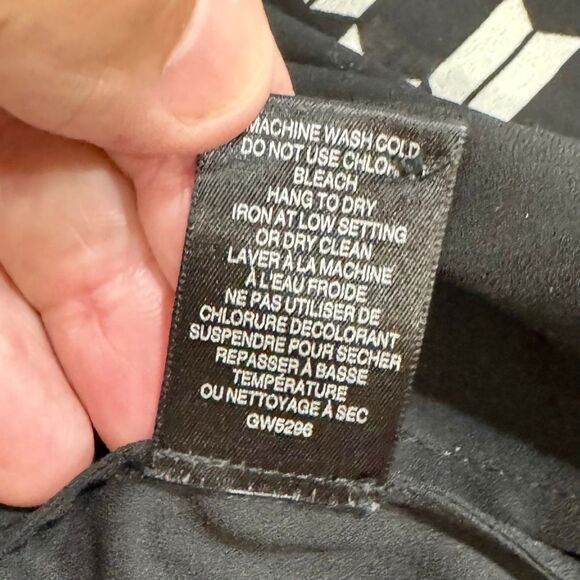 MACHINE WASH COLD
DO NOT USE
BLEACH
HANG TO DRY
IRON AT LOW SETTING
OR DRY CLEAN
LAVER À LA MACHINE
À L'EAU FROIDE
NE PAS UTILISER DE
CHLORURE DECOLORANT
SUSPENDRE POUR SECHER
REPASSER À BASSE
TEMPÉRATURE
OU NETTOYAGE À SEC
GW5296